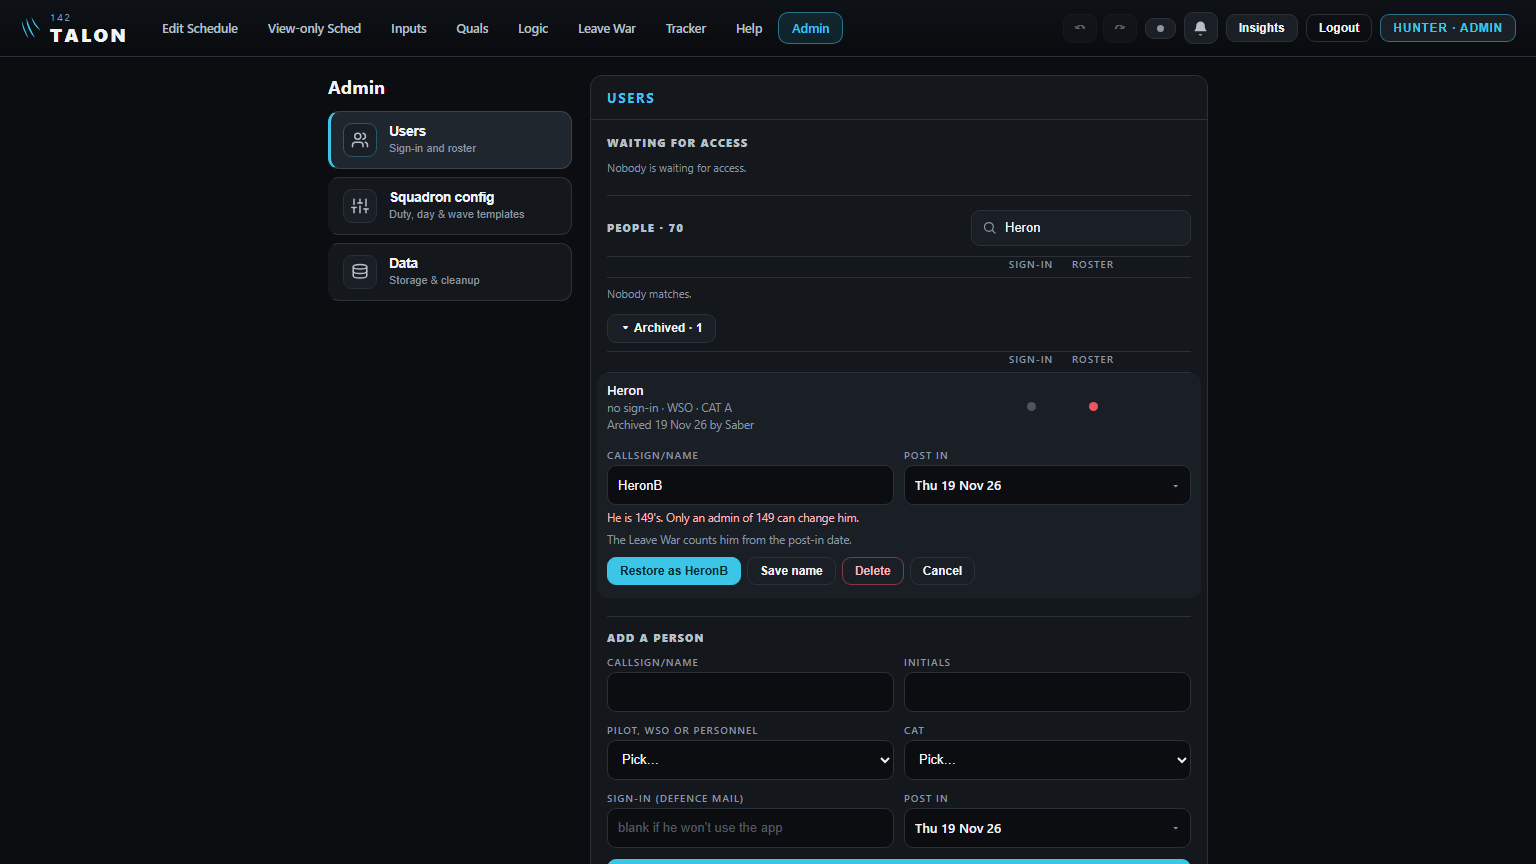 142
TALON
Edit Schedule
View-only Sched
Inputs
Quals
Logic
Leave War
Tracker
Help
Admin
Insights
Logout
HUNTER · ADMIN
Admin
Users
Sign-in and roster
Squadron config
Duty, day & wave templates
Data
Storage & cleanup
USERS
WAITING FOR ACCESS
Nobody is waiting for access.
PEOPLE · 70
Heron
SIGN-IN ROSTER
Nobody matches.
Archived · 1
SIGN-IN ROSTER
Heron
no sign-in · WSO · CAT A
Archived 19 Nov 26 by Saber
CALLSIGN/NAME
POST IN
HeronB
Thu 19 Nov 26
He is 149's. Only an admin of 149 can change him.
The Leave War counts him from the post-in date.
Restore as HeronB
Save name
Delete
Cancel
ADD A PERSON
CALLSIGN/NAME
INITIALS
PILOT, WSO OR PERSONNEL
CAT
Pick...
Pick...
SIGN-IN (DEFENCE MAIL)
POST IN
blank if he won't use the app
Thu 19 Nov 26